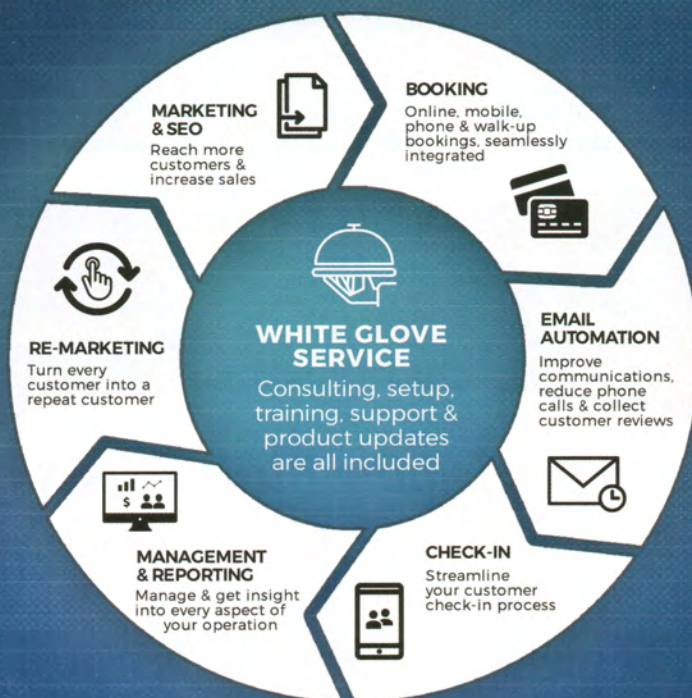 MARKETING
& SEO
Reach more
customers &
increase sales
BOOKING
Online, mobile,
phone & walk-up
bookings, seamlessly
integrated
EMAIL
AUTOMATION
Improve
communications,
reduce phone
calls & collect
customer reviews
CHECK-IN
Streamline
your customer
check-in process
MANAGEMENT
& REPORTING
Manage & get insight
into every aspect of
your operation
RE-MARKETING
Turn every
customer into a
repeat customer
WHITE GLOVE
SERVICE
Consulting, setup,
training, support &
product updates
are all included
$